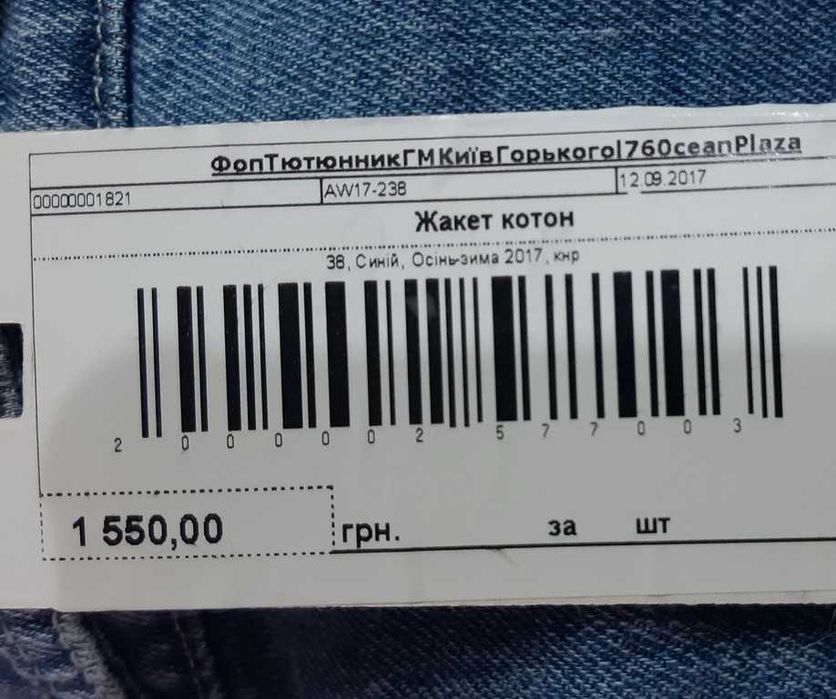 ФопТютюнникГМКиївГорького176OceanPlaza
00000001821 AW17-238 12.09.2017
Жакет котон
38, Синій, Осінь-зима 2017, кнр
2 0 0 0 0 0 2 5 7 7 0 0 3
1 550,00 грн. за шт